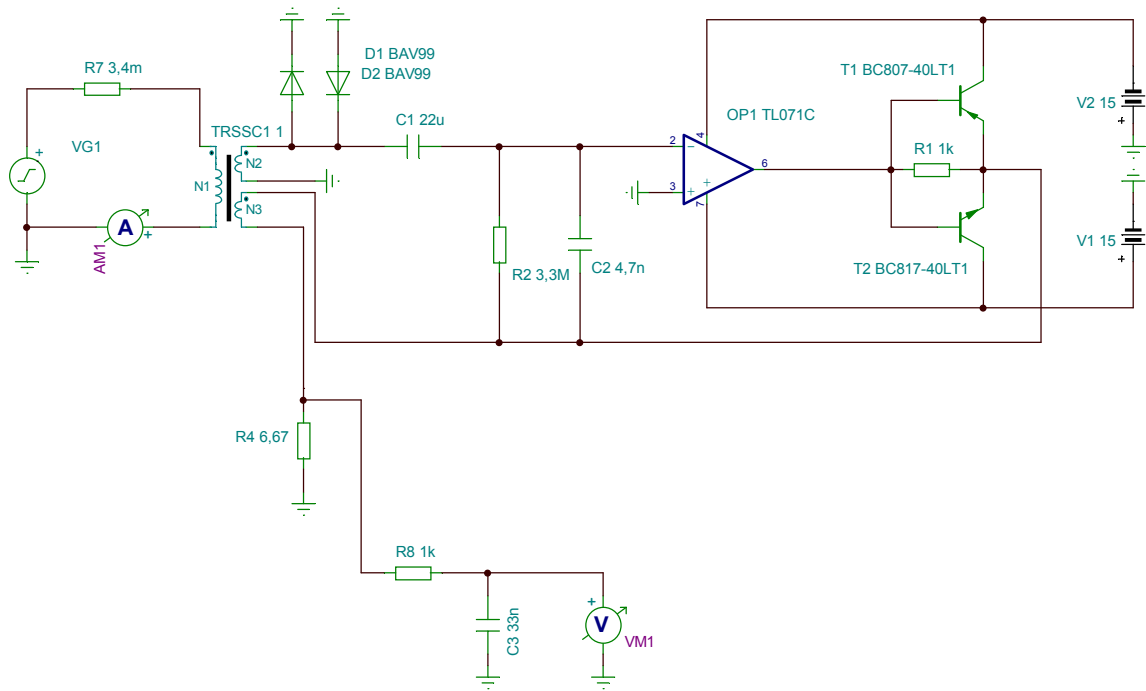 D1 BAV99
D2 BAV99
R7 3,4m
T1 BC807-40LT1
V2 15
+
C1 22u
OP1 TL071C
TRSSC1 1
+
VG1
N2
N1
N3
2
-
4
6
R1 1k
3
+
+
7
A
+
AM1
R2 3,3M
C2 4,7n
T2 BC817-40LT1
V1 15
+
R4 6,67
R8 1k
C3 33n
+
V
VM1